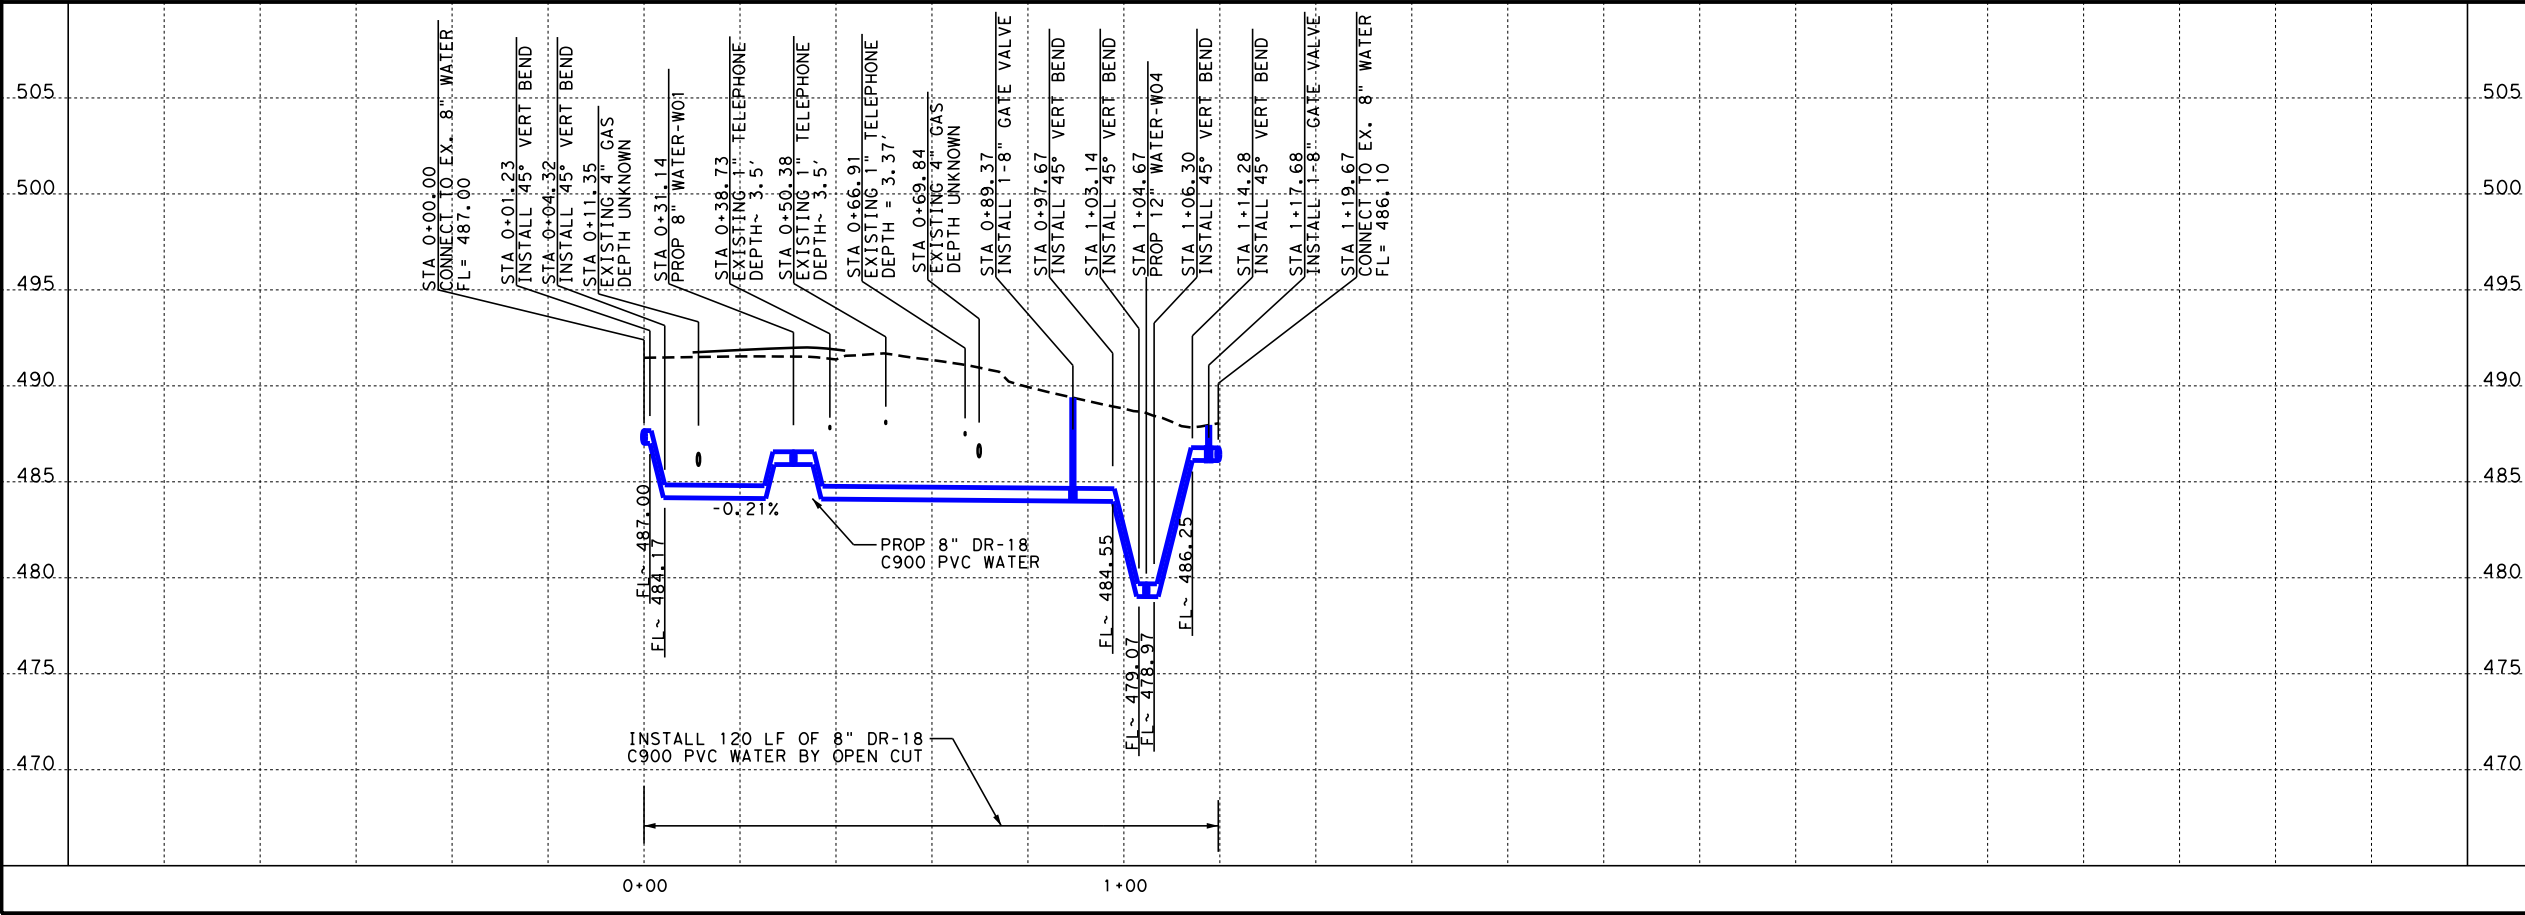 STA 0+00.00
CONNECT TO EX. 8" WATER
FL= 487.00
STA 0+01.23
INSTALL 45° VERT BEND
STA 0+04.32
INSTALL 45° VERT BEND
STA 0+11.35
EXISTING 4" GAS
DEPTH UNKNOWN
STA 0+31.14
PROP 8" WATER-W01
STA 0+38.73
EXISTING 1" TELEPHONE
DEPTH~ 3.5'
STA 0+50.38
EXISTING 1" TELEPHONE
DEPTH~ 3.5'
STA 0+66.91
EXISTING 1" TELEPHONE
DEPTH = 3.37'
STA 0+69.84
EXISTING 4" GAS
DEPTH UNKNOWN
STA 0+89.37
INSTALL 1-8" GATE VALVE
STA 0+97.67
INSTALL 45° VERT BEND
STA 1+03.14
INSTALL 45° VERT BEND
STA 1+04.67
PROP 12" WATER-W04
STA 1+06.30
INSTALL 45° VERT BEND
STA 1+14.28
INSTALL 45° VERT BEND
STA 1+17.68
INSTALL 1-8" GATE VALVE
STA 1+19.67
CONNECT TO EX. 8" WATER
FL= 486.10
505
505
500
500
495
495
490
490
485
485
480
480
475
475
470
470
FL~ 487.00
FL~ 484.17
-0.21%
PROP 8" DR-18
C900 PVC WATER
FL~ 484.55
FL~ 479.07
FL~ 478.97
FL~ 486.25
INSTALL 120 LF OF 8" DR-18
C900 PVC WATER BY OPEN CUT
0+00
1+00